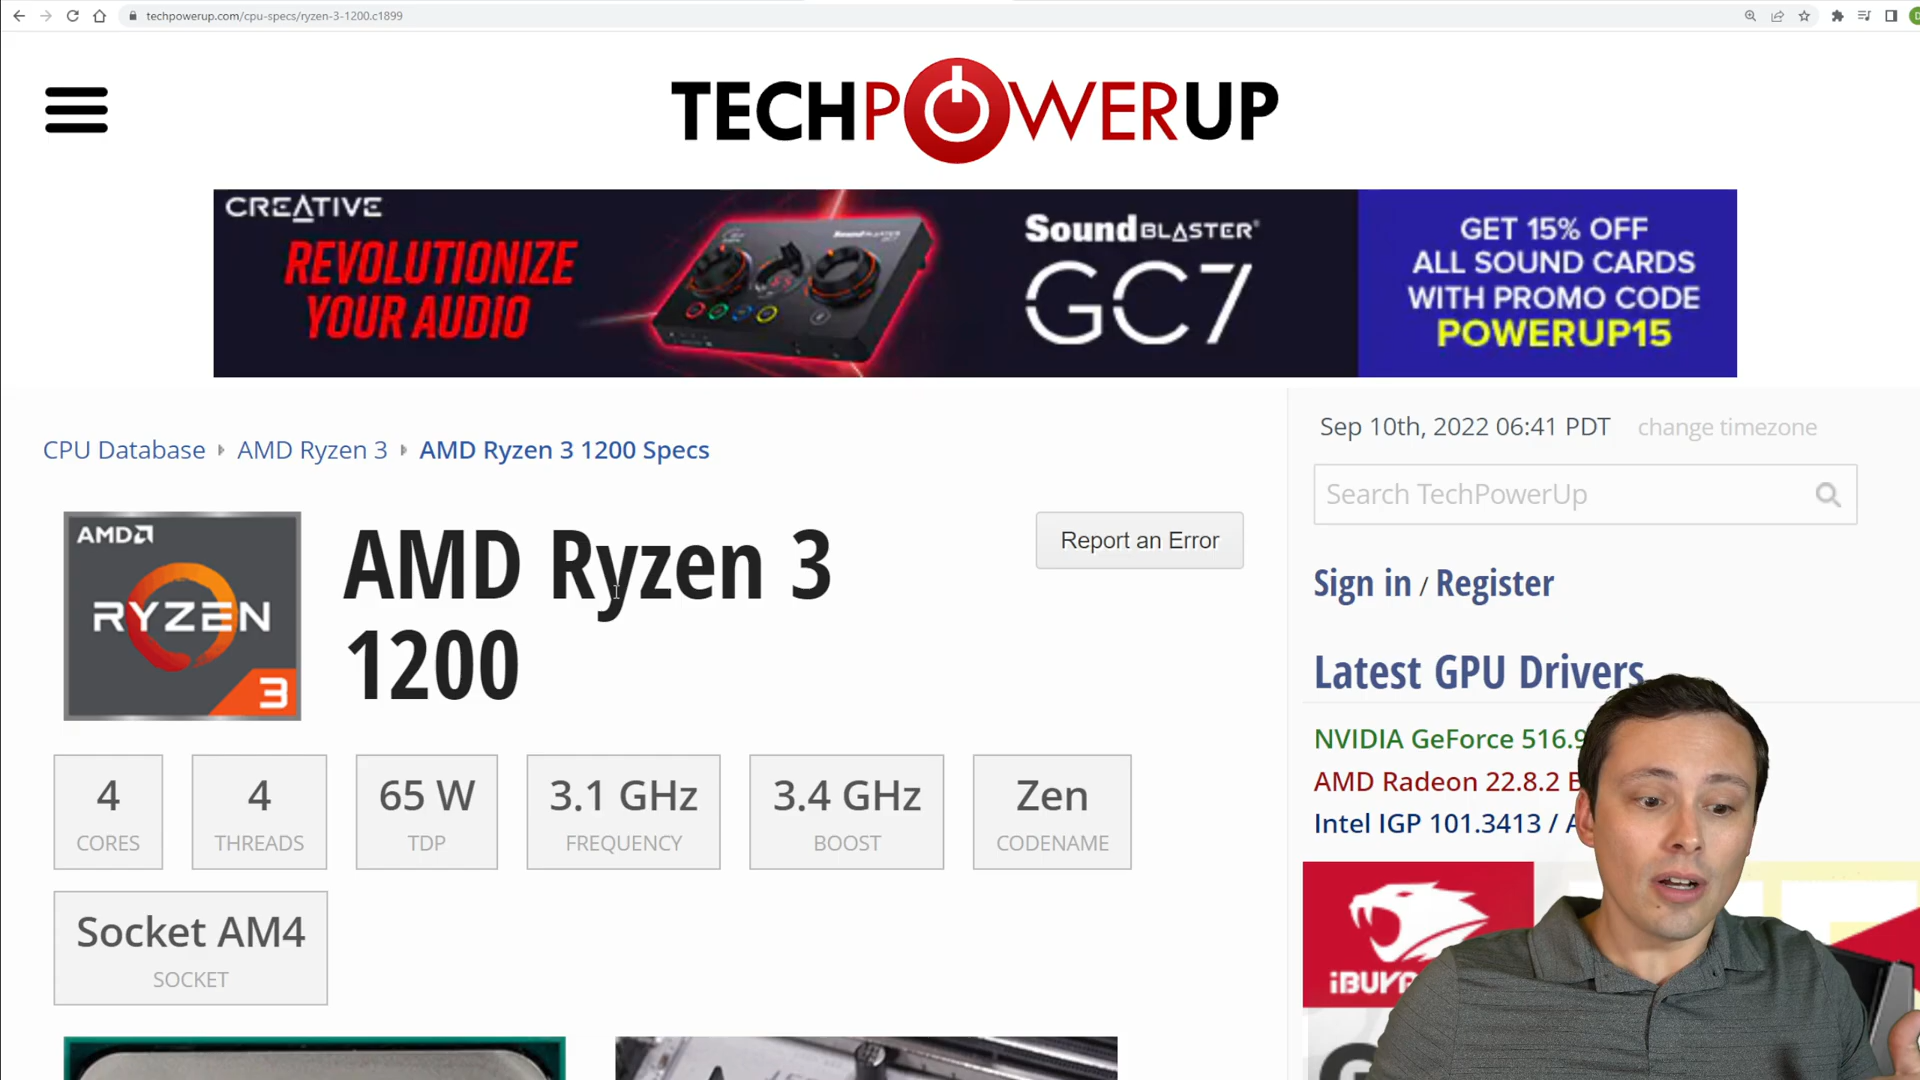 techpowerup.com/cpu-specs/ryzen-3-1200.c1899
TECHPOWERUP
CREATIVE
REVOLUTIONIZE
YOUR AUDIO
SoundBLASTER
GC7
GET 15% OFF
ALL SOUND CARDS
WITH PROMO CODE
POWERUP15
CPU Database
AMD Ryzen 3
AMD Ryzen 3 1200 Specs
Sep 10th, 2022 06:41 PDT
change timezone
Search TechPowerUp
AMD
RYZEN
3
AMD Ryzen 3
1200
Report an Error
Sign in / Register
Latest GPU Drivers
NVIDIA GeForce 516.9
AMD Radeon 22.8.2 B
Intel IGP 101.3413 / A
4
CORES
4
THREADS
65 W
TDP
3.1 GHz
FREQUENCY
3.4 GHz
BOOST
Zen
CODENAME
Socket AM4
SOCKET